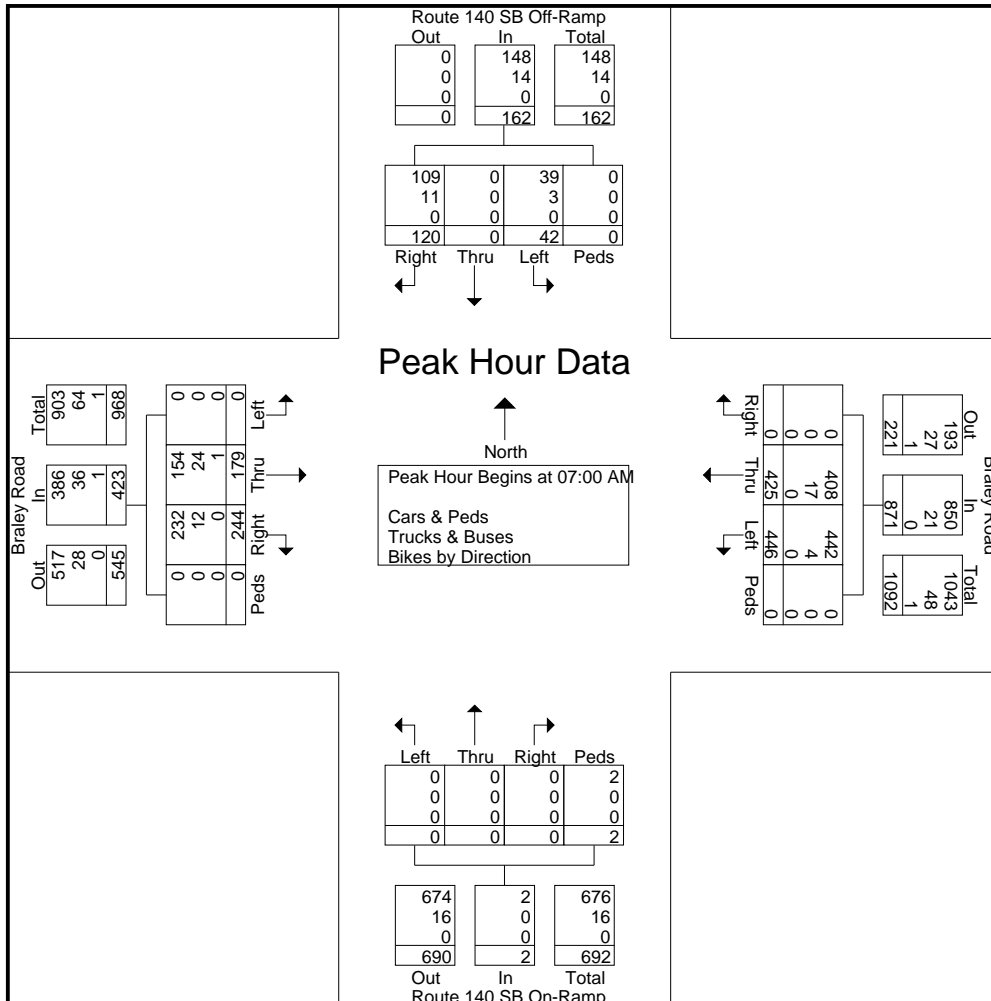 Route 140 SB Off-Ramp
Out In Total
0 148 148
0 14 14
0 0 0
0 162 162
109 0 39 0
11 0 3 0
0 0 0 0
120 0 42 0
Right Thru Left Peds
Peak Hour Data
North
Peak Hour Begins at 07:00 AM
Cars & Peds
Trucks & Buses
Bikes by Direction
Braley Road
Out In Total
517 386 903
28 36 64
0 1 1
545 423 968
Peds Right Thru Left
0 232 154 0
0 12 24 0
0 0 1 0
0 244 179 0
Braley Road
Out In Total
193 850 1043
27 21 48
1 0 1
221 871 1092
0 408 442 0
0 17 4 0
0 0 0 0
0 425 446 0
Right Thru Left Peds
Left Thru Right Peds
0 0 0 2
0 0 0 0
0 0 0 0
0 0 0 2
674 2 676
16 0 16
0 0 0
690 2 692
Out In Total
Route 140 SB On-Ramp